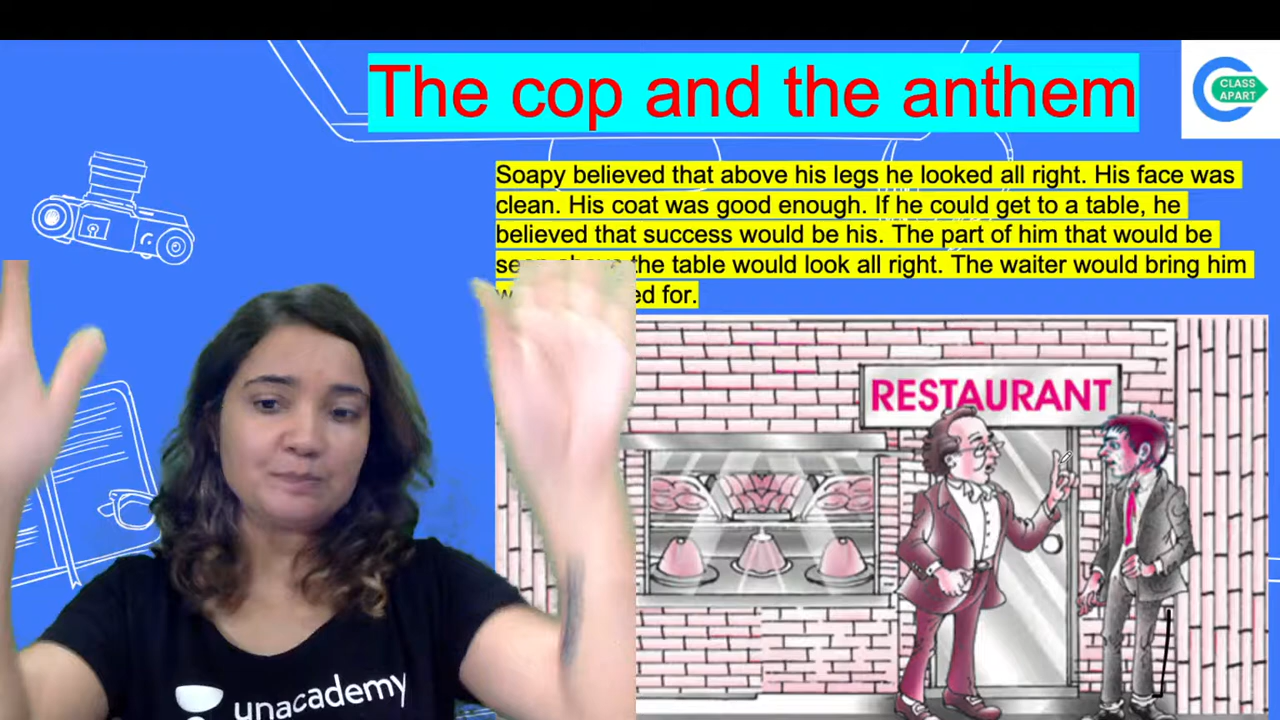 The cop and the anthem
CLASS
APART
Soapy believed that above his legs he looked all right. His face was
clean. His coat was good enough. If he could get to a table, he
believed that success would be his. The part of him that would be
the table would look all right. The waiter would bring him
for.
RESTAURANT
unacademy